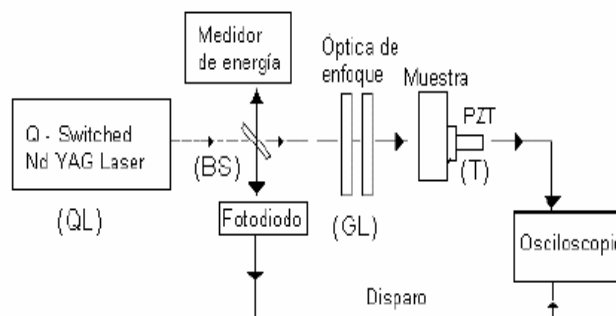 Medidor
de energía
Óptica de
enfoque
Muestra
PZT
Q - Switched
Nd YAG Laser
(BS)
(T)
(QL)
Fotodiodo
(GL)
Osciloscopio
Disparo